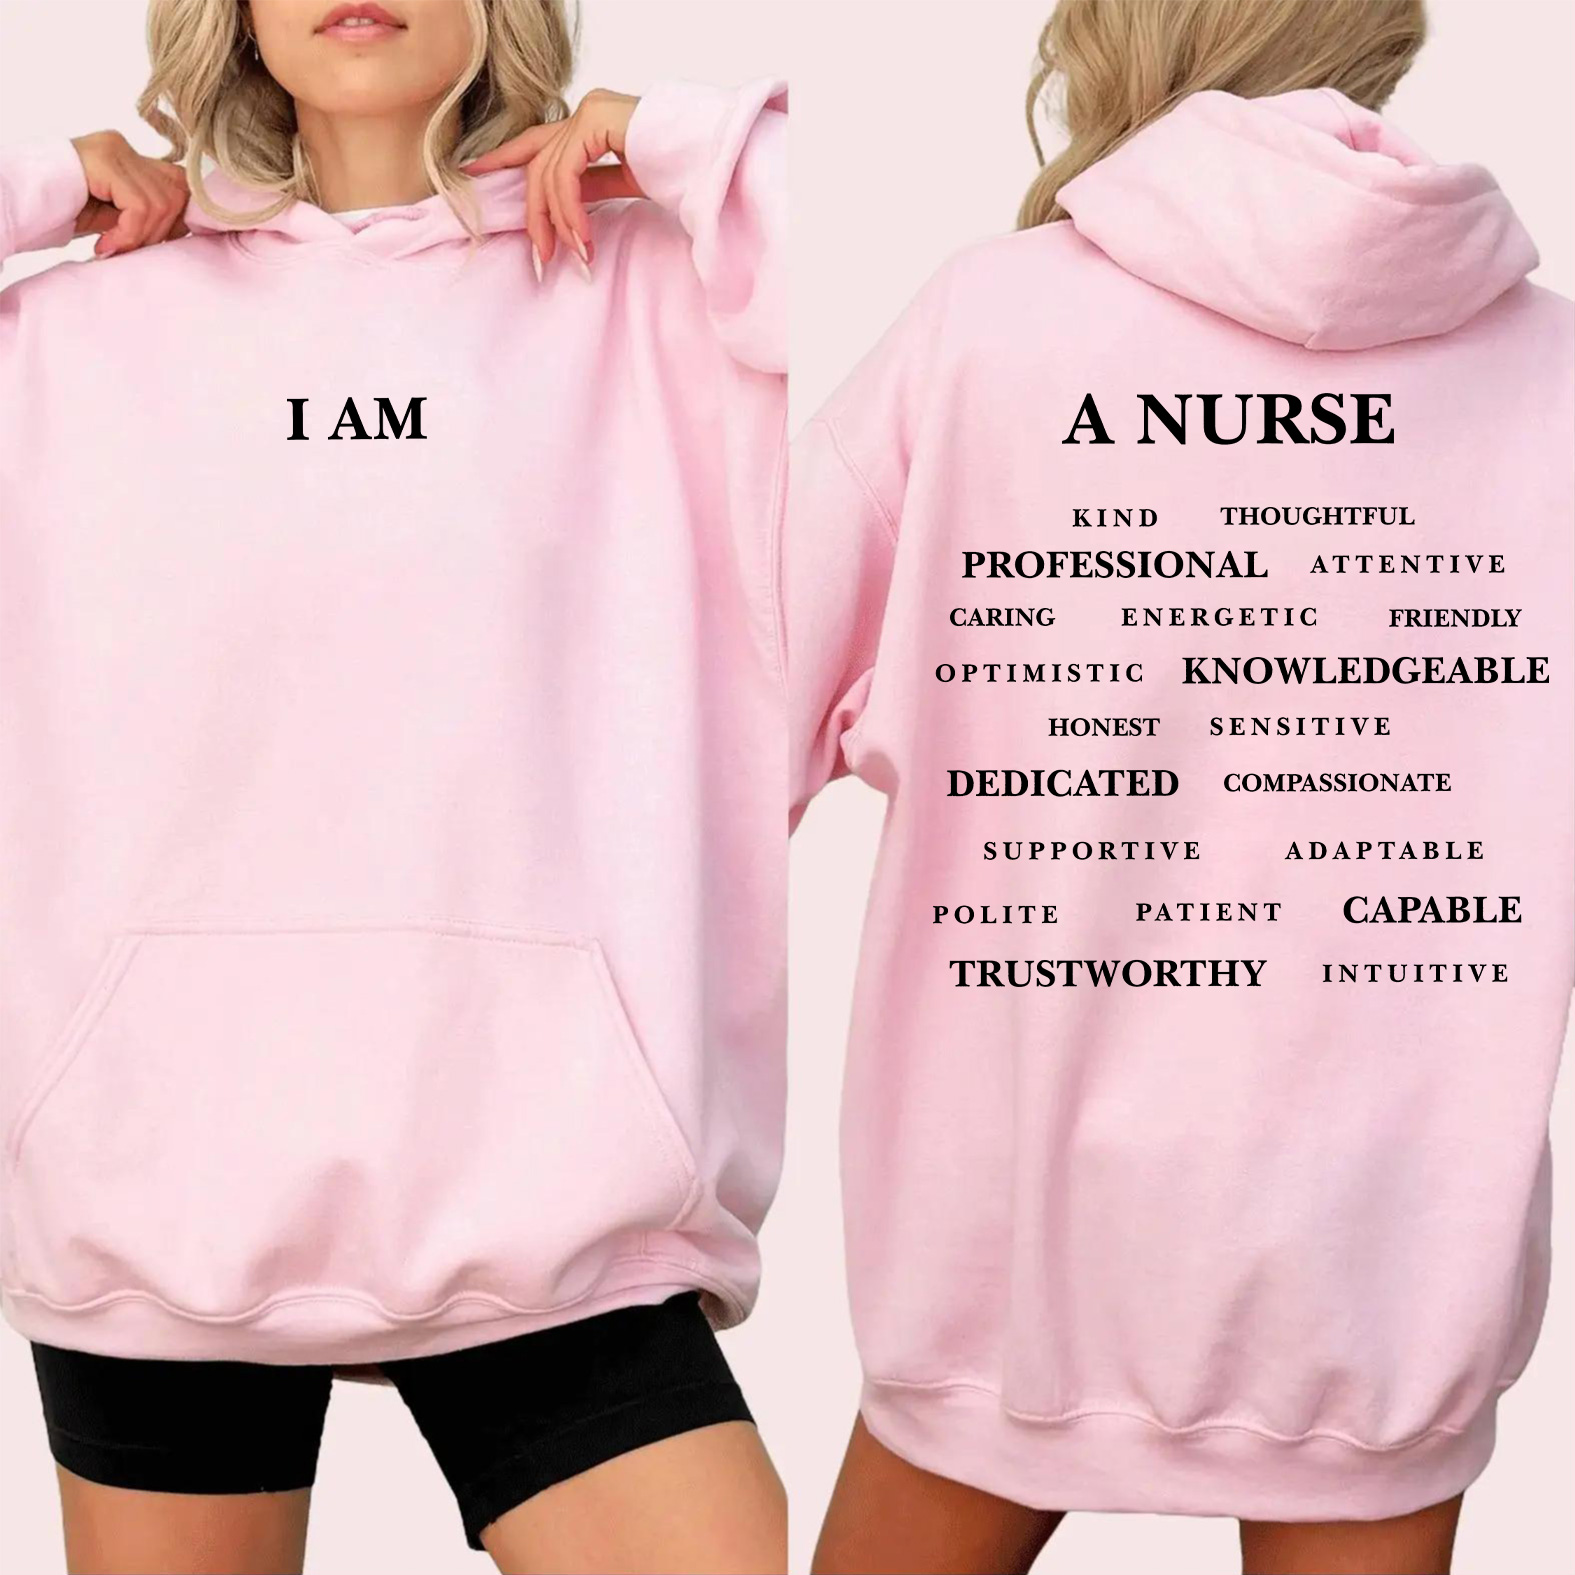 I AM
A NURSE
KIND THOUGHTFUL
PROFESSIONAL ATTENTIVE
CARING ENERGETIC FRIENDLY
OPTIMISTIC KNOWLEDGEABLE
HONEST SENSITIVE
DEDICATED COMPASSIONATE
SUPPORTIVE ADAPTABLE
POLITE PATIENT CAPABLE
TRUSTWORTHY INTUITIVE